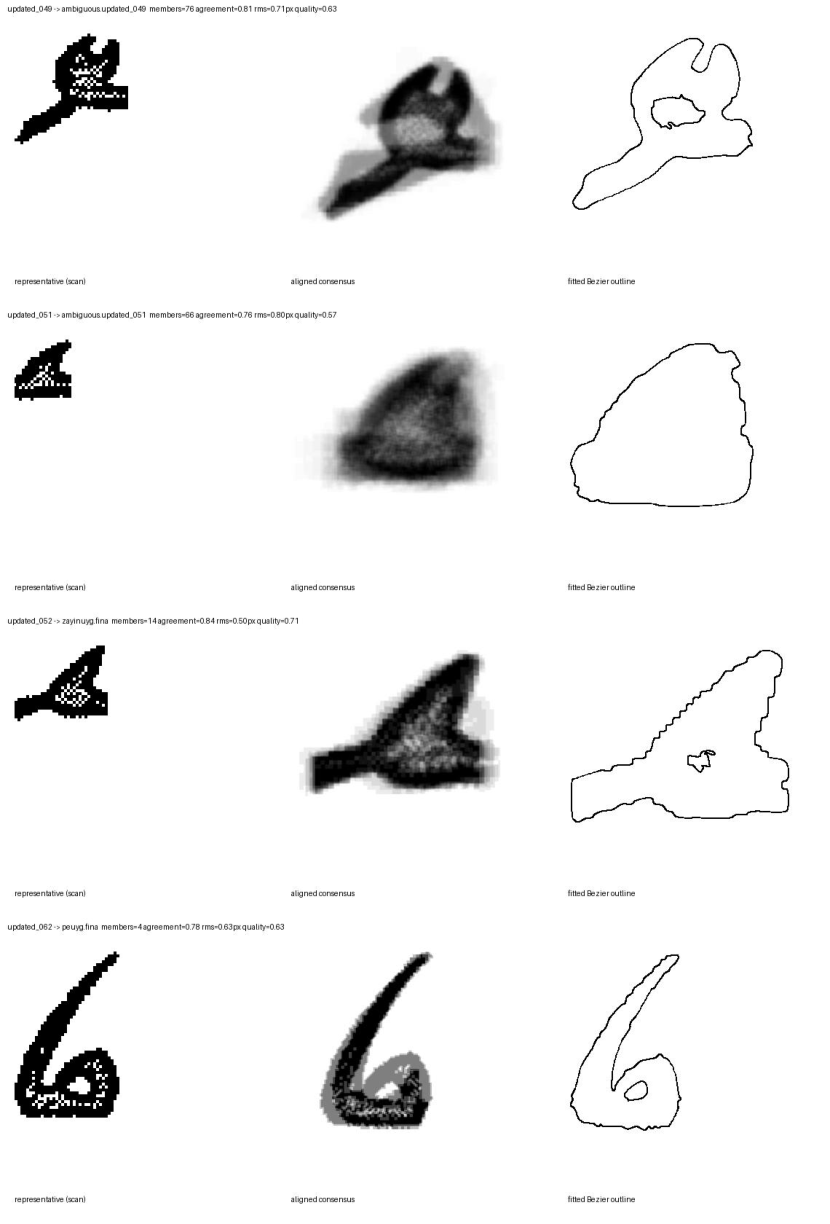 updated_049 -> ambiguous.updated_049 members=76 agreement=0.81 rms=0.71px quality=0.63
representative (scan) aligned consensus fitted Bezier outline
updated_051 -> ambiguous.updated_051 members=66 agreement=0.76 rms=0.80px quality=0.57
representative (scan) aligned consensus fitted Bezier outline
updated_052 -> zayinuyg.fina members=14 agreement=0.84 rms=0.50px quality=0.71
representative (scan) aligned consensus fitted Bezier outline
updated_062 -> peuyg.fina members=4 agreement=0.78 rms=0.63px quality=0.63
representative (scan) aligned consensus fitted Bezier outline